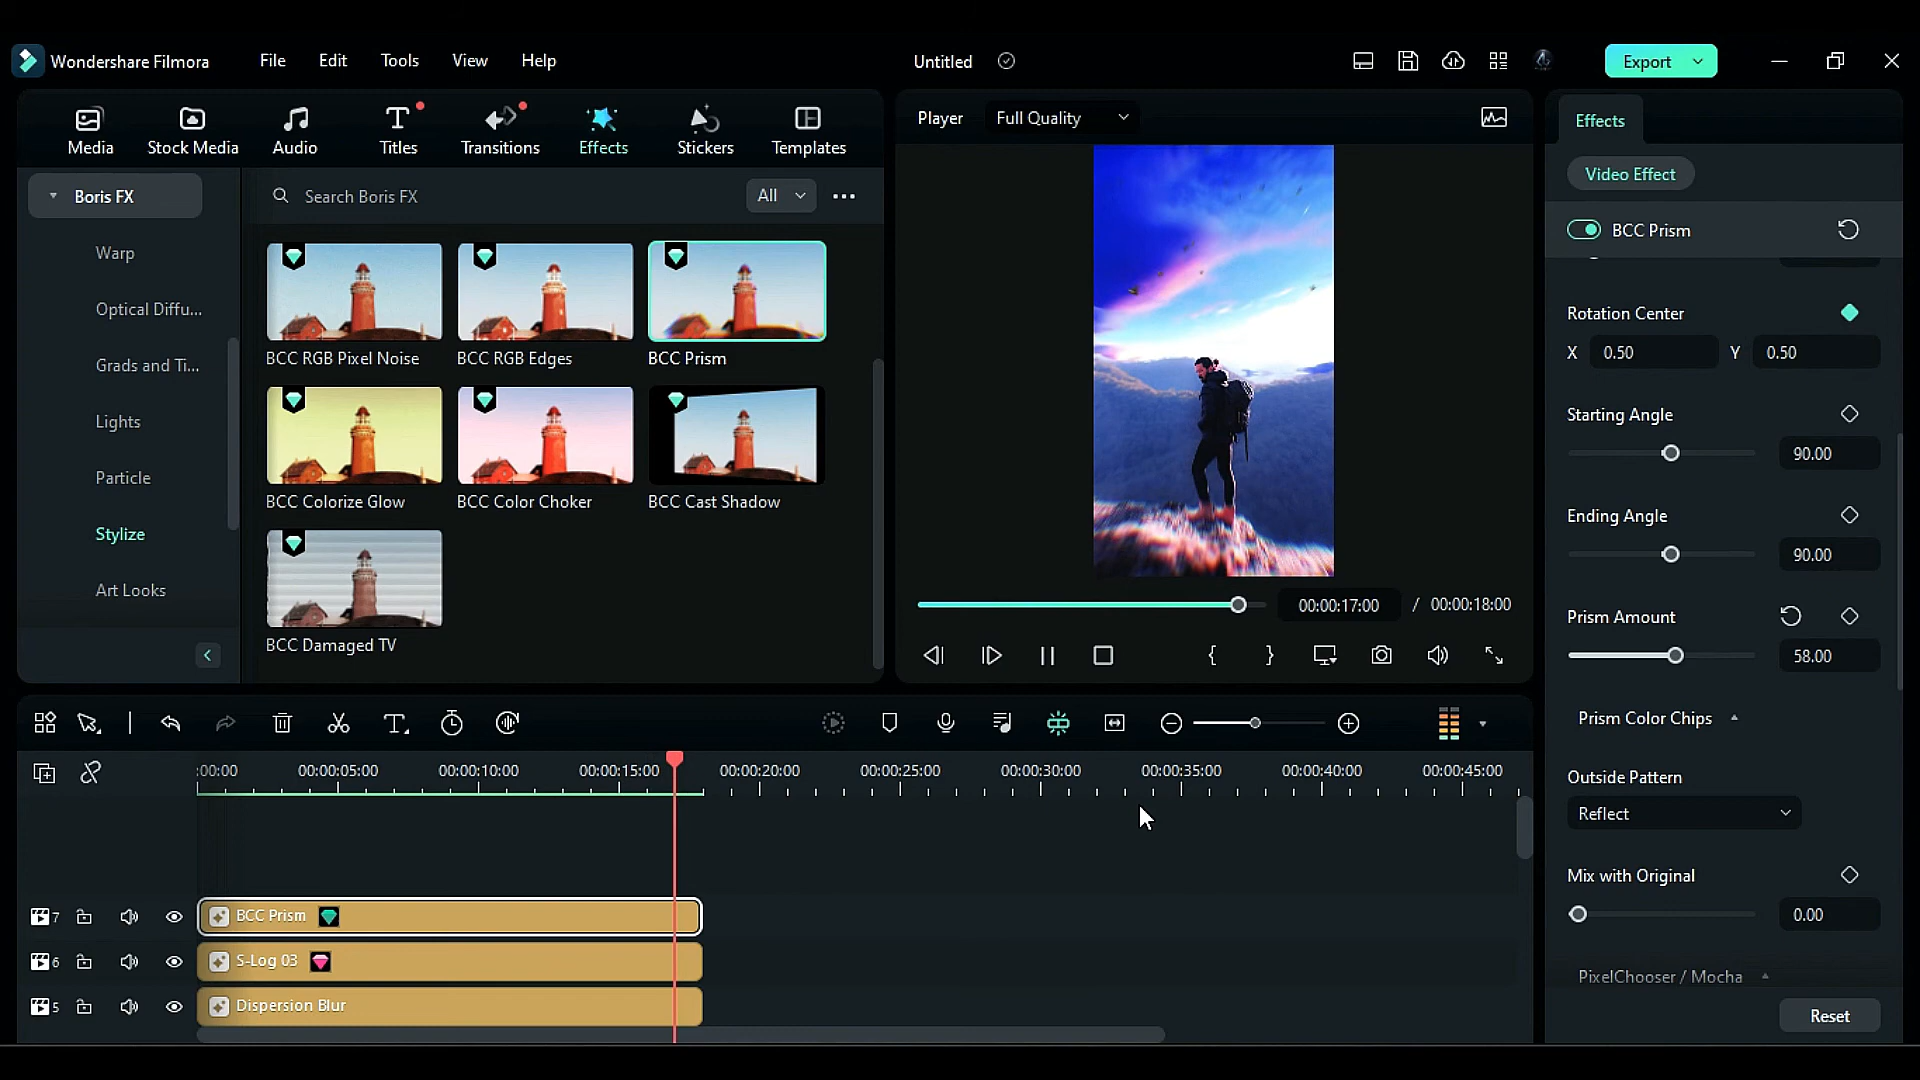 Wondershare Filmora
File
Edit
Tools
View
Help
Untitled
Export
Media
Stock Media
Audio
Titles
Transitions
Effects
Stickers
Templates
Player
Full Quality
Effects
Video Effect
Boris FX
Search Boris FX
All
BCC Prism
Warp
Optical Diffu...
Grads and Ti...
Lights
Particle
Stylize
Art Looks
BCC RGB Pixel Noise
BCC RGB Edges
BCC Prism
BCC Colorize Glow
BCC Color Choker
BCC Cast Shadow
BCC Damaged TV
00:00:17:00 / 00:00:18:00
Rotation Center
X 0.50 Y 0.50
Starting Angle
90.00
Ending Angle
90.00
Prism Amount
58.00
Prism Color Chips
Outside Pattern
Reflect
Mix with Original
0.00
PixelChooser / Mocha
Reset
:00:00 00:00:05:00 00:00:10:00 00:00:15:00 00:00:20:00 00:00:25:00 00:00:30:00 00:00:35:00 00:00:40:00 00:00:45:00
7 BCC Prism
6 S-Log 03
5 Dispersion Blur